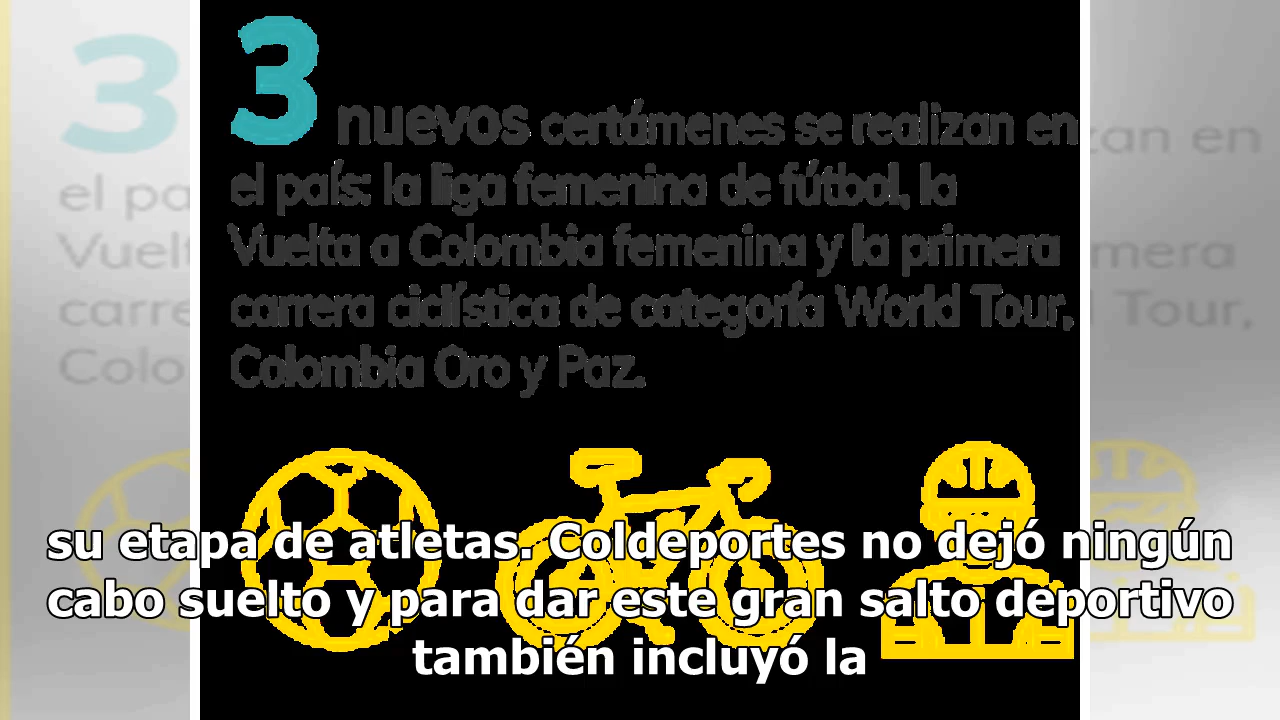 3 nuevos certámenes se realizan en
el país: la liga femenina de fútbol, la
Vuelta a Colombia femenina y la primera
carrera ciclística de categoría World Tour,
Colombia Oro y Paz.
su etapa de atletas. Coldeportes no dejó ningún
cabo suelto y para dar este gran salto deportivo
también incluyó la